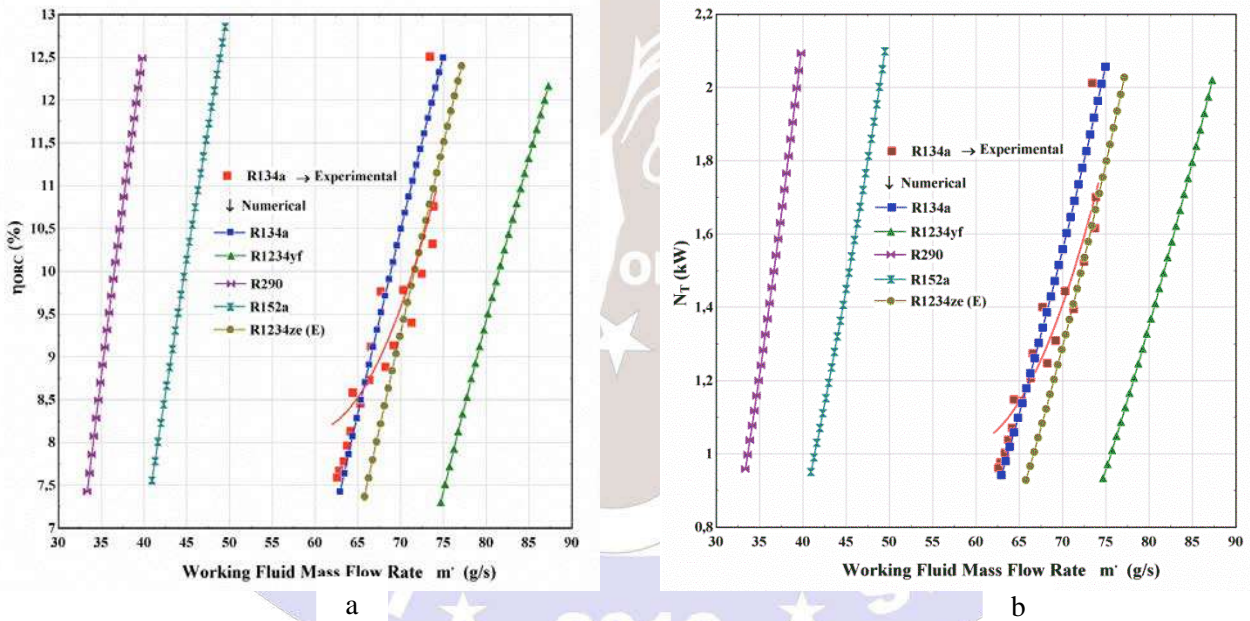 13
12.5
12
11.5
11
10.5
10
9.5
9
8.5
8
7.5
7
ηORC (%)
R134a → Experimental
↓ Numerical
R134a
R1234yf
R290
R152a
R1234ze (E)
30 35 40 45 50 55 60 65 70 75 80 85 90
Working Fluid Mass Flow Rate m· (g/s)
a
2,2
2
1.8
1.6
1.4
1.2
1
0,8
N_T (kW)
R134a → Experimental
↓ Numerical
R134a
R1234yf
R290
R152a
R1234ze (E)
30 35 40 45 50 55 60 65 70 75 80 85 90
Working Fluid Mass Flow Rate m· (g/s)
b